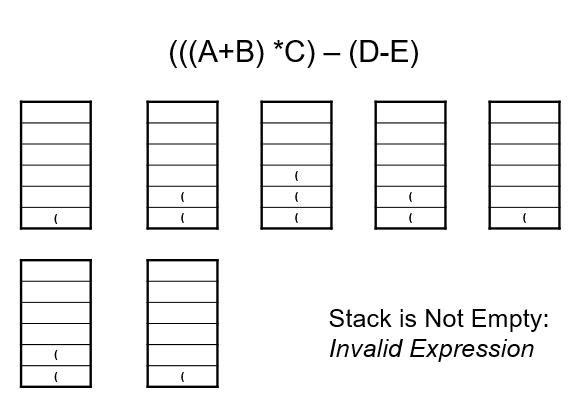 (((A+B) *C) – (D-E)
(
( (
( ( ( ( (
( ( ( ( (
Stack is Not Empty:
(
Invalid Expression
( (